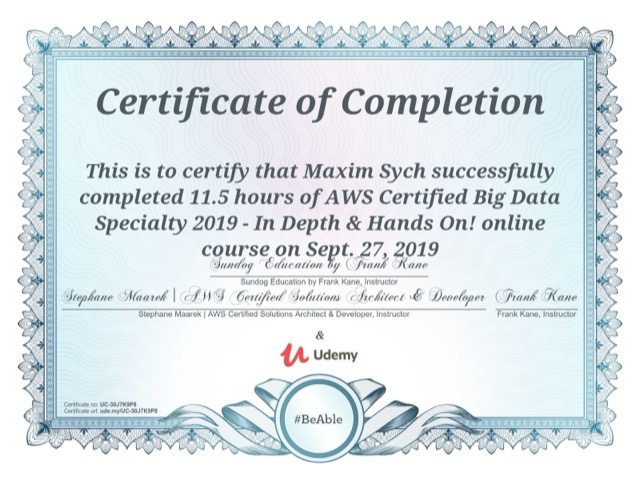 Certificate of Completion
This is to certify that Maxim Sych successfully
completed 11.5 hours of AWS Certified Big Data
Specialty 2019 - In Depth & Hands On! online
course on Sept. 27, 2019
Sundog Education by Frank Kane
Sundog Education by Frank Kane, Instructor
Stephane Maarek | AWS Certified Solutions Architect & Developer Frank Kane
Stephane Maarek | AWS Certified Solutions Architect & Developer, Instructor Frank Kane, Instructor
&
Udemy
Certificate no: UC-30J7K9P8
Certificate url: ude.my/UC-30J7K9P8
#BeAble